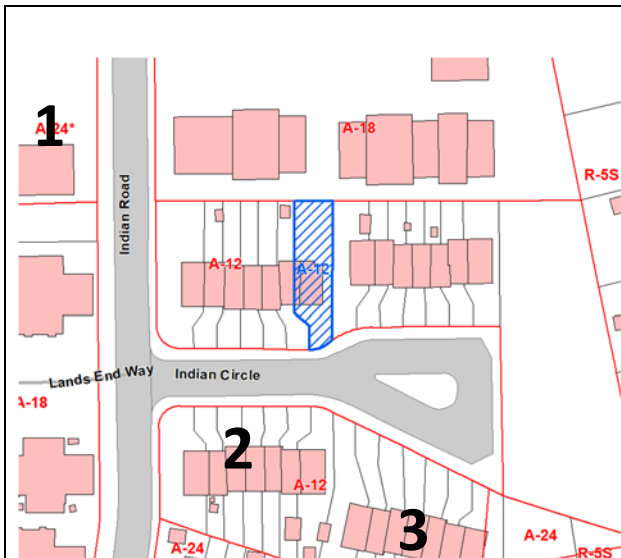 1
A-24*
A-18
R-5S
Indian Road
A-12
A-12
Lands End Way
Indian Circle
A-18
2
A-12
3
A-24
A-24
R-5S